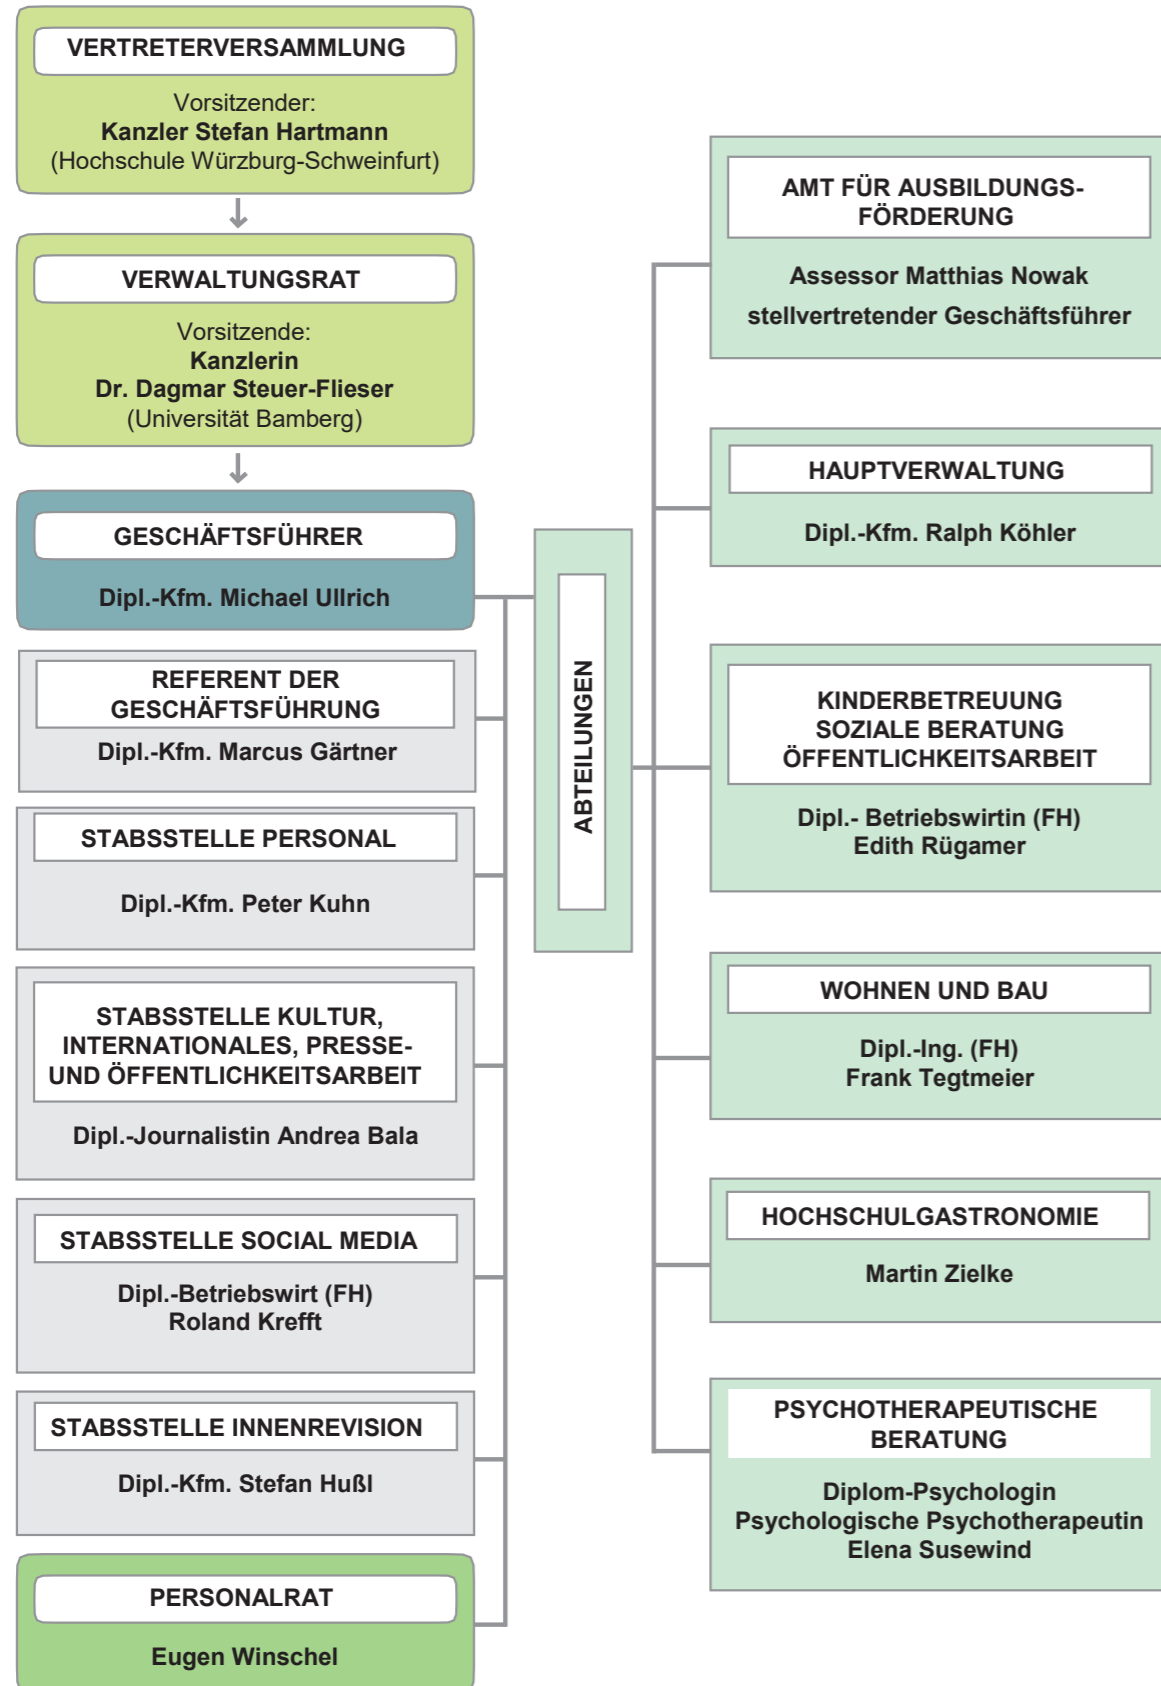 VERTRETERVERSAMMLUNG
Vorsitzender:
Kanzler Stefan Hartmann
(Hochschule Würzburg-Schweinfurt)
VERWALTUNGSRAT
Vorsitzende:
Kanzlerin
Dr. Dagmar Steuer-Flieser
(Universität Bamberg)
GESCHÄFTSFÜHRER
Dipl.-Kfm. Michael Ullrich
REFERENT DER
GESCHÄFTSFÜHRUNG
Dipl.-Kfm. Marcus Gärtner
STABSSTELLE PERSONAL
Dipl.-Kfm. Peter Kuhn
STABSSTELLE KULTUR,
INTERNATIONALES, PRESSE-
UND ÖFFENTLICHKEITSARBEIT
Dipl.-Journalistin Andrea Bala
STABSSTELLE SOCIAL MEDIA
Dipl.-Betriebswirt (FH)
Roland Krefft
STABSSTELLE INNENREVISION
Dipl.-Kfm. Stefan Hußl
PERSONALRAT
Eugen Winschel
ABTEILUNGEN
AMT FÜR AUSBILDUNGS-
FÖRDERUNG
Assessor Matthias Nowak
stellvertretender Geschäftsführer
HAUPTVERWALTUNG
Dipl.-Kfm. Ralph Köhler
KINDERBETREUUNG
SOZIALE BERATUNG
ÖFFENTLICHKEITSARBEIT
Dipl.- Betriebswirtin (FH)
Edith Rügamer
WOHNEN UND BAU
Dipl.-Ing. (FH)
Frank Tegtmeier
HOCHSCHULGASTRONOMIE
Martin Zielke
PSYCHOTHERAPEUTISCHE
BERATUNG
Diplom-Psychologin
Psychologische Psychotherapeutin
Elena Susewind